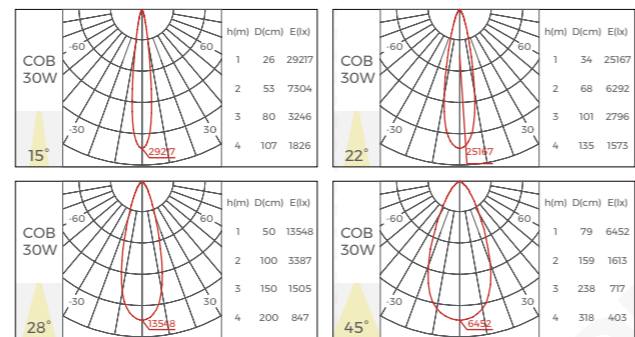 COB
30W
15°
-60
60
-30
30
29217
h(m) D(cm) E(lx)
1 26 29217
2 53 7304
3 80 3246
4 107 1826
COB
30W
22°
-60
60
-30
30
25167
h(m) D(cm) E(lx)
1 34 25167
2 68 6292
3 101 2796
4 135 1573
COB
30W
28°
-60
60
-30
30
13548
h(m) D(cm) E(lx)
1 50 13548
2 100 3387
3 150 1505
4 200 847
COB
30W
45°
-60
60
-30
30
6452
h(m) D(cm) E(lx)
1 79 6452
2 159 1613
3 238 717
4 318 403